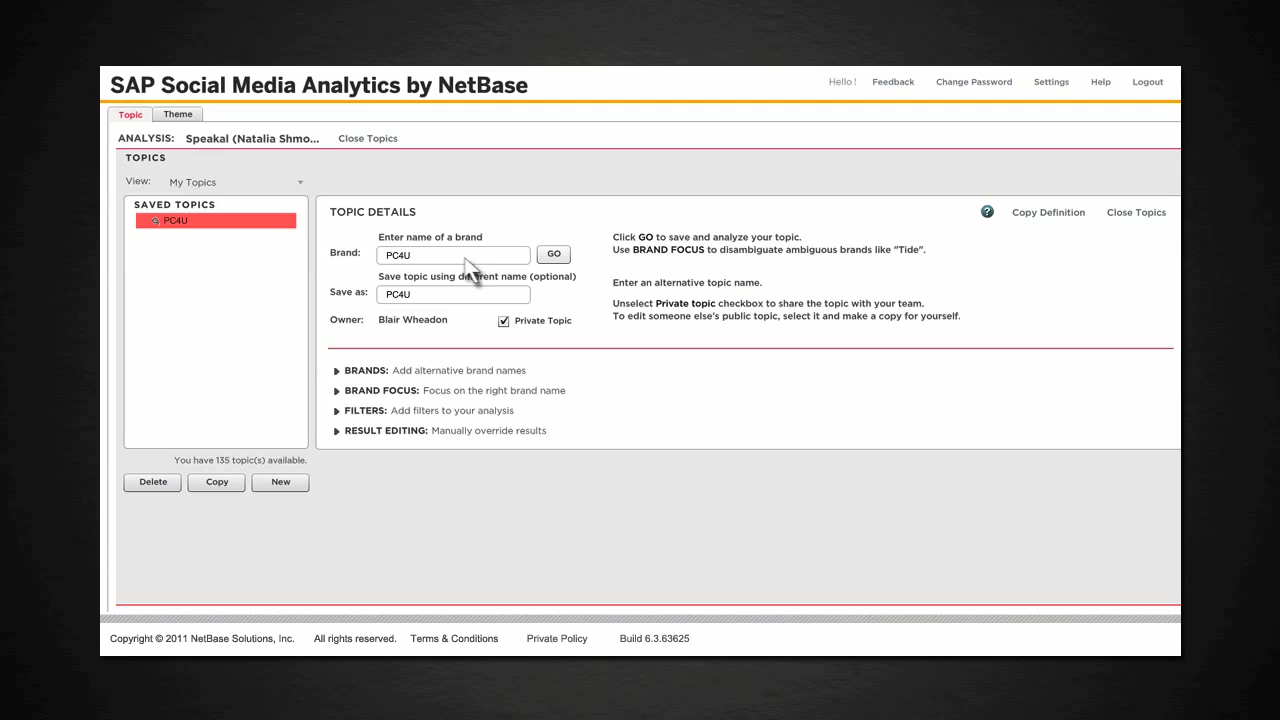 SAP Social Media Analytics by NetBase
Hello ! Feedback Change Password Settings Help Logout
Topic Theme
ANALYSIS: Speakal (Natalia Shmo... Close Topics
TOPICS
View: My Topics
SAVED TOPICS
PC4U
You have 135 topic(s) available.
Delete Copy New
TOPIC DETAILS
? Copy Definition Close Topics
Enter name of a brand
Brand: PC4U GO
Save topic using different name (optional)
Save as: PC4U
Owner: Blair Wheadon Private Topic
Click GO to save and analyze your topic.
Use BRAND FOCUS to disambiguate ambiguous brands like "Tide".
Enter an alternative topic name.
Unselect Private topic checkbox to share the topic with your team.
To edit someone else's public topic, select it and make a copy for yourself.
BRANDS: Add alternative brand names
BRAND FOCUS: Focus on the right brand name
FILTERS: Add filters to your analysis
RESULT EDITING: Manually override results
Copyright © 2011 NetBase Solutions, Inc. All rights reserved. Terms & Conditions Private Policy Build 6.3.63625